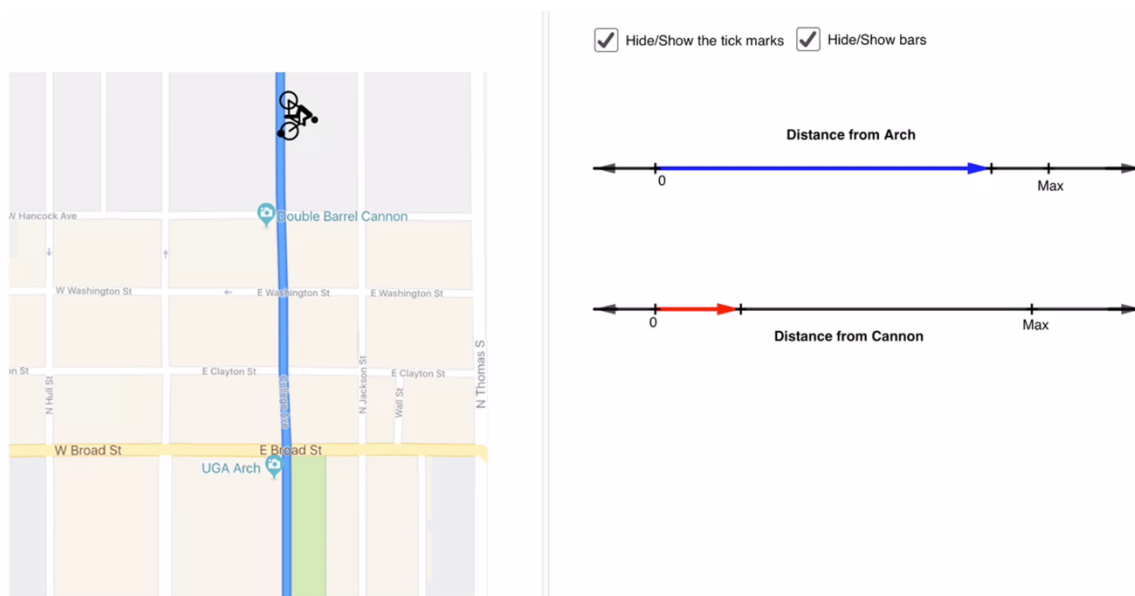 Hide/Show the tick marks
Hide/Show bars
Distance from Arch
0
Max
0
Max
Distance from Cannon
W Hancock Ave
Double Barrel Cannon
W Washington St
E Washington St
E Washington St
n St
E Clayton St
E Clayton St
N Hull St
N Jackson St
Wall St
N Thomas S
W Broad St
E Broad St
UGA Arch